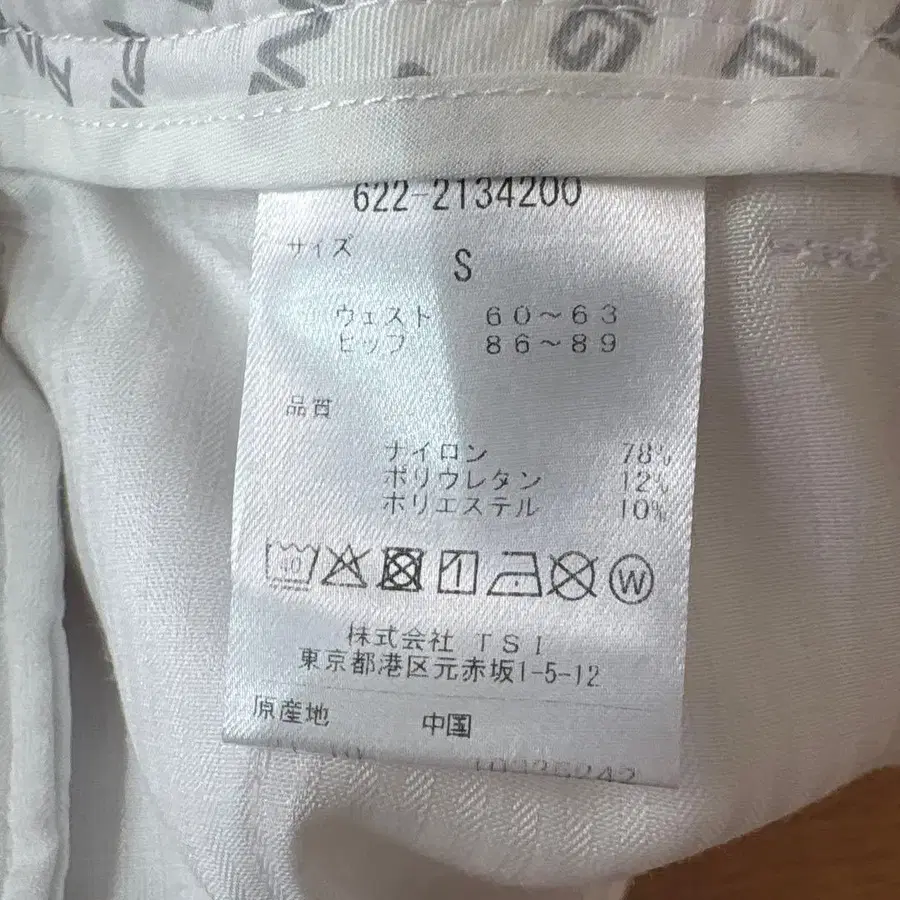 622-2134200
サイズ
S
ウェスト 60～63
ヒップ 86～89
品質
ナイロン 78%
ポリウレタン 12%
ポリエステル 10%
40
W
株式会社 TSI
東京都港区元赤坂1-5-12
原産地 中国